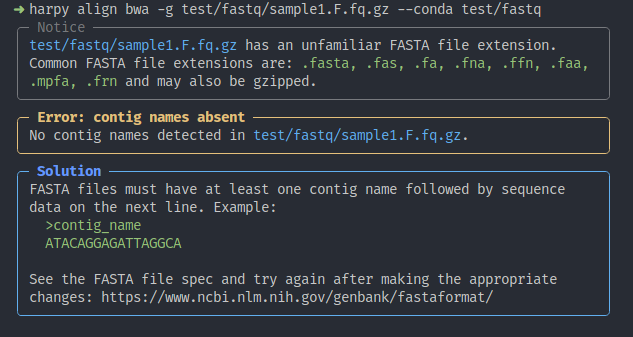 ➜ harpy align bwa -g test/fastq/sample1.F.fq.gz --conda test/fastq
Notice
test/fastq/sample1.F.fq.gz has an unfamiliar FASTA file extension.
Common FASTA file extensions are: .fasta, .fas, .fa, .fna, .ffn, .faa,
.mpfa, .frn and may also be gzipped.
Error: contig names absent
No contig names detected in test/fastq/sample1.F.fq.gz.
Solution
FASTA files must have at least one contig name followed by sequence
data on the next line. Example:
>contig_name
ATACAGGAGATTAGGCA
See the FASTA file spec and try again after making the appropriate
changes: https://www.ncbi.nlm.nih.gov/genbank/fastaformat/